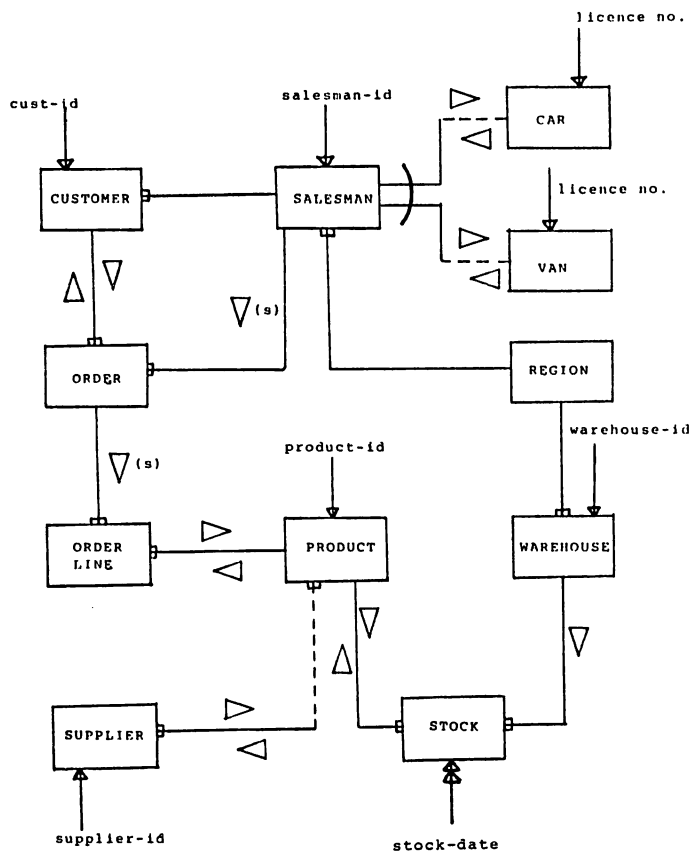 licence no.
cust-id
salesman-id
CAR
CUSTOMER
SALESMAN
licence no.
VAN
(s)
ORDER
REGION
warehouse-id
(s)
product-id
ORDER
LINE
PRODUCT
WAREHOUSE
SUPPLIER
STOCK
supplier-id
stock-date